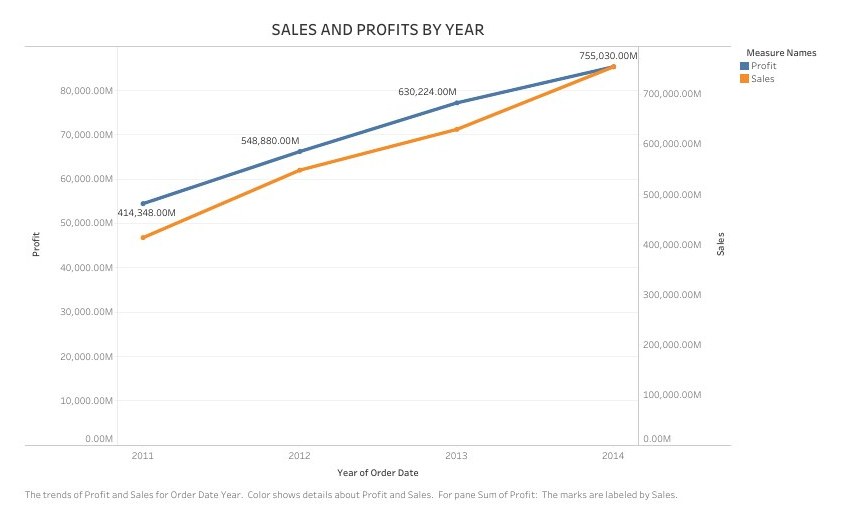 SALES AND PROFITS BY YEAR
Measure Names
Profit
Sales
755,030.00M
630,224.00M
548,880.00M
414,348.00M
80,000.00M
70,000.00M
60,000.00M
50,000.00M
40,000.00M
30,000.00M
20,000.00M
10,000.00M
0.00M
Profit
700,000.00M
600,000.00M
500,000.00M
400,000.00M
300,000.00M
200,000.00M
100,000.00M
0.00M
Sales
2011 2012 2013 2014
Year of Order Date
The trends of Profit and Sales for Order Date Year. Color shows details about Profit and Sales. For pane Sum of Profit: The marks are labeled by Sales.